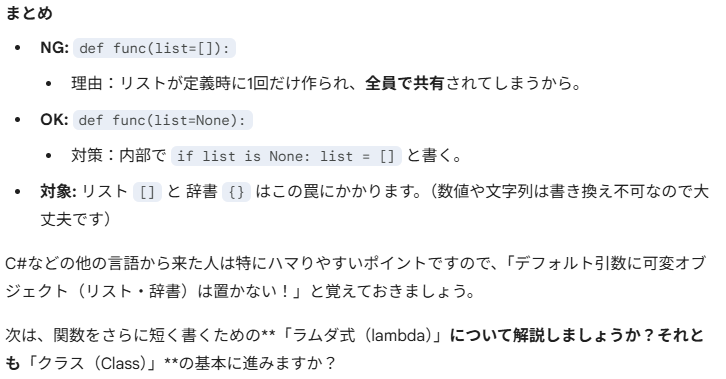 まとめ
• NG: def func(list=[]):
• 理由：リストが定義時に1回だけ作られ、全員で共有されてしまうから。
• OK: def func(list=None):
• 対策：内部で if list is None: list = [] と書く。
• 対象: リスト [] と 辞書 {} はこの罠にかかります。（数値や文字列は書き換え不可なので大
丈夫です）
C#などの他の言語から来た人は特にハマりやすいポイントですので、「デフォルト引数に可変オブ
ジェクト（リスト・辞書）は置かない！」と覚えておきましょう。
次は、関数をさらに短く書くための**「ラムダ式（lambda）」について解説しましょうか？それと
も「クラス（Class）」**の基本に進みますか？